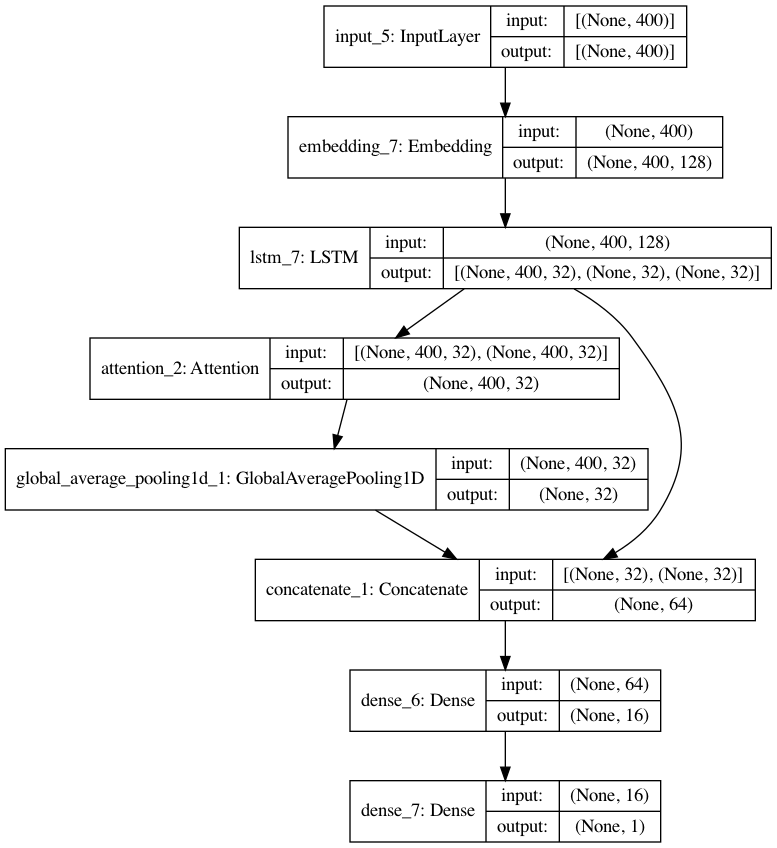 input_5: InputLayer
input:
[(None, 400)]
output:
[(None, 400)]
embedding_7: Embedding
input:
(None, 400)
output:
(None, 400, 128)
lstm_7: LSTM
input:
(None, 400, 128)
output:
[(None, 400, 32), (None, 32), (None, 32)]
attention_2: Attention
input:
[(None, 400, 32), (None, 400, 32)]
output:
(None, 400, 32)
global_average_pooling1d_1: GlobalAveragePooling1D
input:
(None, 400, 32)
output:
(None, 32)
concatenate_1: Concatenate
input:
[(None, 32), (None, 32)]
output:
(None, 64)
dense_6: Dense
input:
(None, 64)
output:
(None, 16)
dense_7: Dense
input:
(None, 16)
output:
(None, 1)